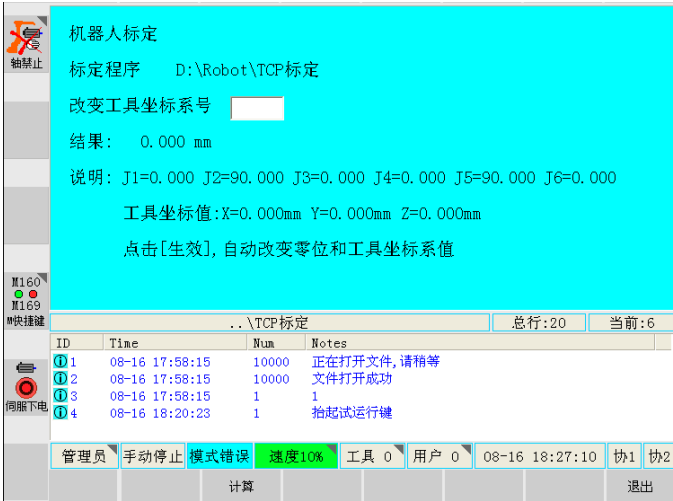 轴禁止
机器人标定
标定程序 D:\Robot\TCP标定
改变工具坐标系号
结果: 0.000 mm
说明: J1=0.000 J2=90.000 J3=0.000 J4=0.000 J5=90.000 J6=0.000
工具坐标值:X=0.000mm Y=0.000mm Z=0.000mm
点击[生效],自动改变零位和工具坐标系值
M160
M169
M快捷键
..\TCP标定 总行:20 当前:6
ID Time Num Notes
1 08-16 17:58:15 10000 正在打开文件,请稍等
2 08-16 17:58:15 10000 文件打开成功
3 08-16 17:58:15 1 1
4 08-16 18:20:23 1 抬起试运行键
伺服下电
管理员 手动停止 模式错误 速度10% 工具 0 用户 0 08-16 18:27:10 协1 协2
计算 退出